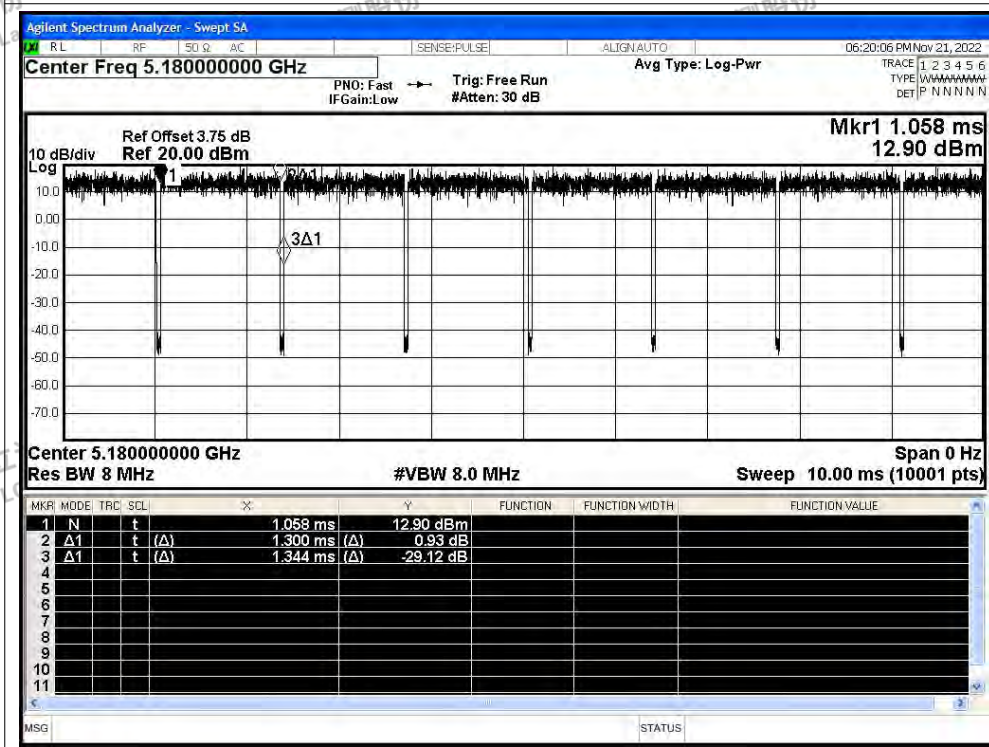 Agilent Spectrum Analyzer - Swept SA
RL RF 50 Ω AC SENSE:PULSE ALIGN AUTO 06:20:06 PM Nov 21, 2022
Center Freq 5.180000000 GHz Avg Type: Log-Pwr TRACE 1 2 3 4 5 6
PNO: Fast Trig: Free Run TYPE WWWWWW
IFGain:Low #Atten: 30 dB DET P N N N N N
Mkr1 1.058 ms
Ref Offset 3.75 dB
10 dB/div Ref 20.00 dBm 12.90 dBm
Log
1
10.0
0.00
3Δ1
-10.0
-20.0
-30.0
-40.0
-50.0
-60.0
-70.0
Center 5.180000000 GHz Span 0 Hz
Res BW 8 MHz #VBW 8.0 MHz Sweep 10.00 ms (10001 pts)
MKR MODE TRC SCL X Y FUNCTION FUNCTION WIDTH FUNCTION VALUE
1 N t 1.058 ms 12.90 dBm
2 Δ1 t (Δ) 1.300 ms (Δ) 0.93 dB
3 Δ1 t (Δ) 1.344 ms (Δ) -29.12 dB
4
5
6
7
8
9
10
11
MSG STATUS